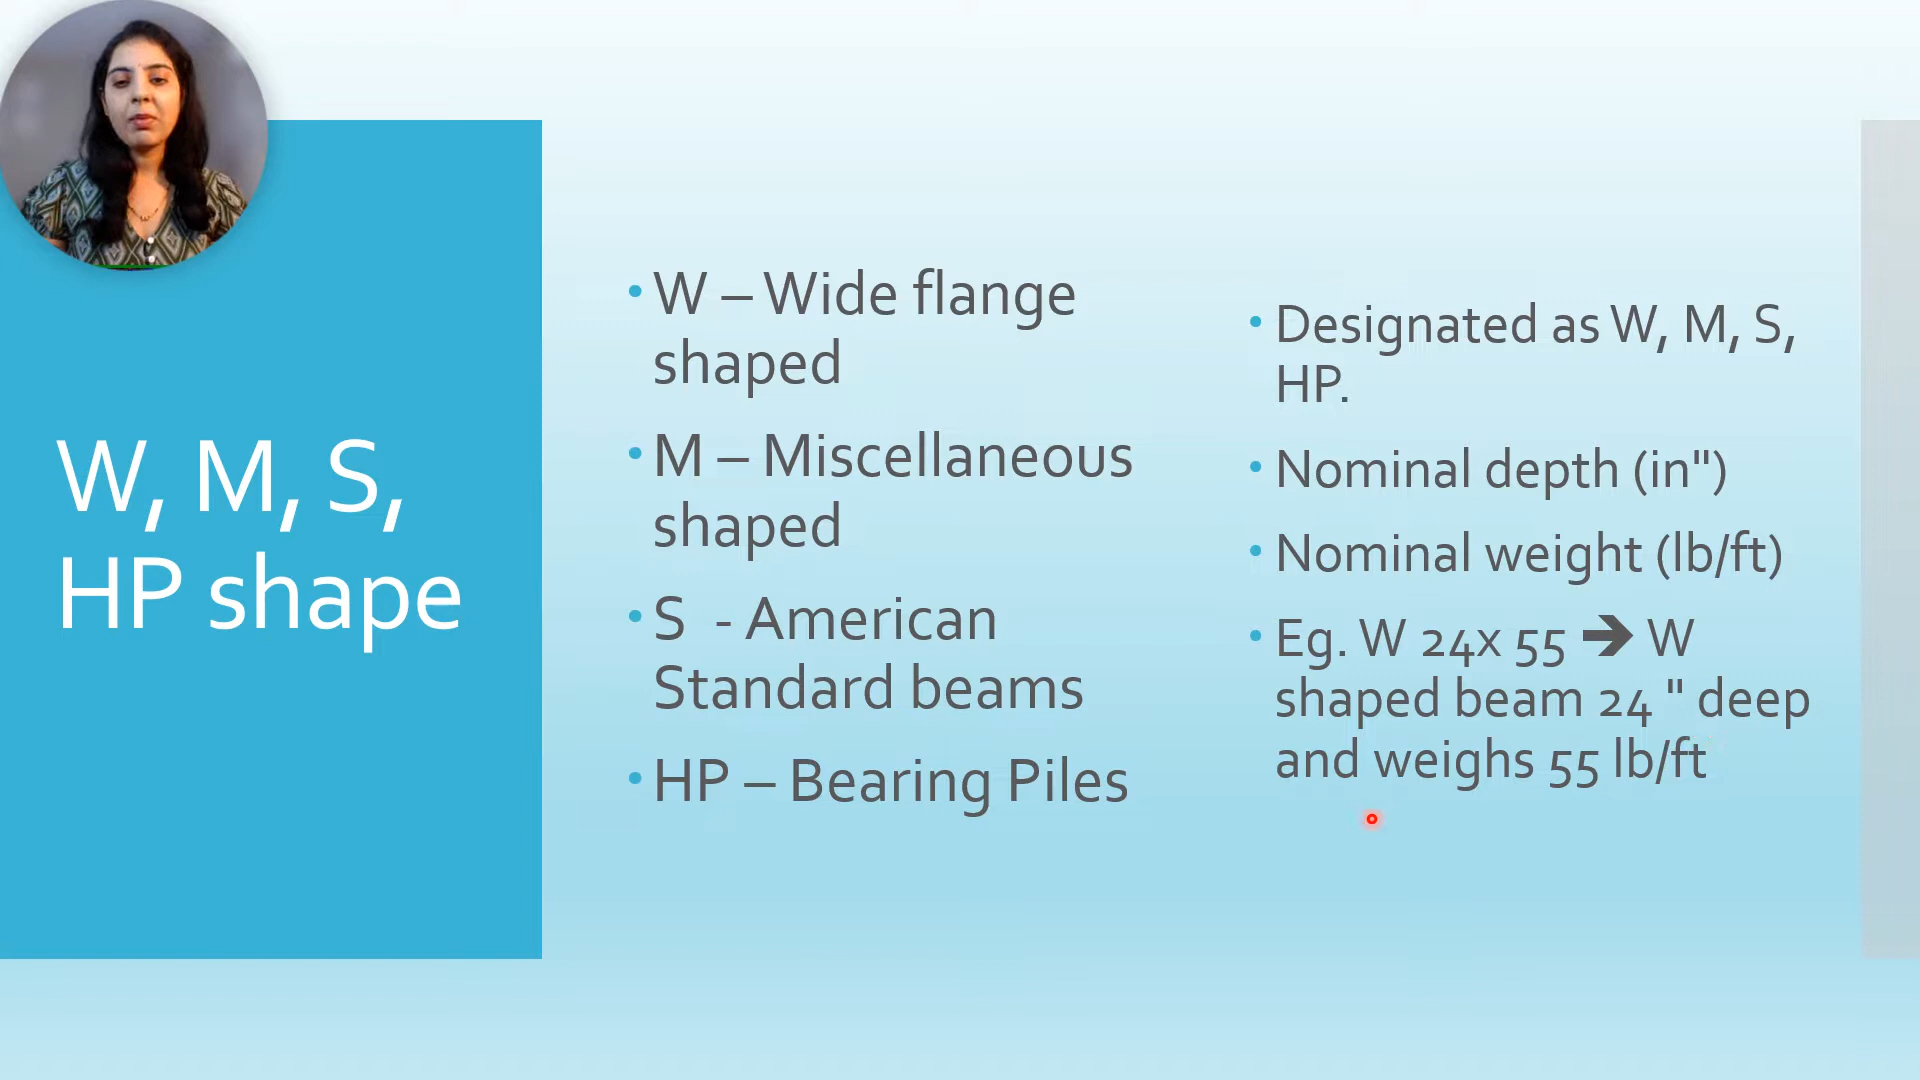 W, M, S,
HP shape
• W – Wide flange
shaped
• M – Miscellaneous
shaped
• S - American
Standard beams
• HP – Bearing Piles
• Designated as W, M, S,
HP.
• Nominal depth (in")
• Nominal weight (lb/ft)
• Eg. W 24x 55 ➔ W
shaped beam 24 " deep
and weighs 55 lb/ft